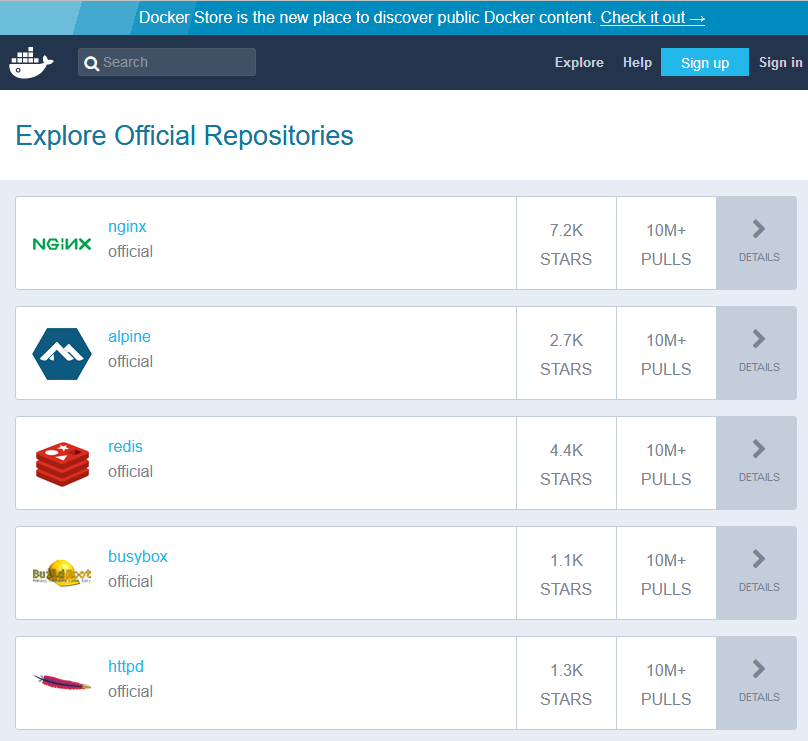 Docker Store is the new place to discover public Docker content. Check it out →
Search
Explore Help Sign up Sign in
Explore Official Repositories
NGINX
nginx
official
7.2K
STARS
10M+
PULLS
DETAILS
alpine
official
2.7K
STARS
10M+
PULLS
DETAILS
redis
official
4.4K
STARS
10M+
PULLS
DETAILS
BuildRoot
busybox
official
1.1K
STARS
10M+
PULLS
DETAILS
httpd
official
1.3K
STARS
10M+
PULLS
DETAILS